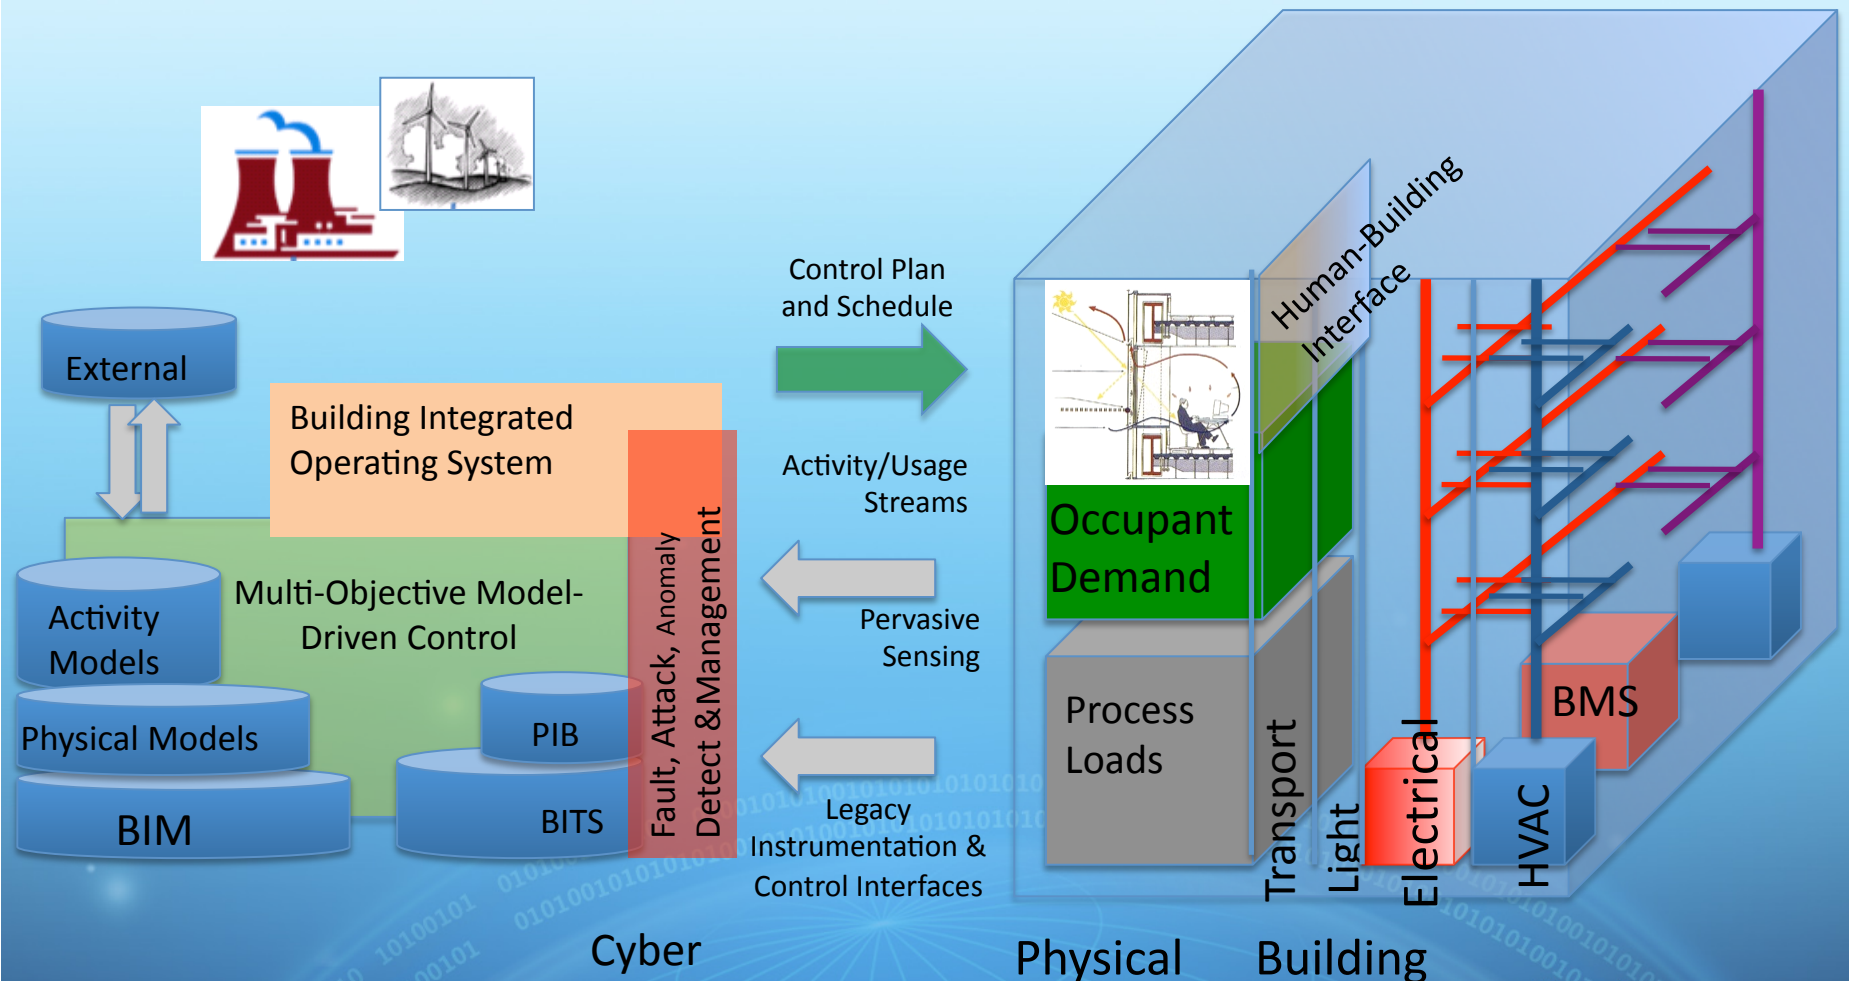 External
Building Integrated
Operating System
Multi-Objective Model-
Driven Control
Activity
Models
Physical Models
BIM
PIB
BITS
Fault, Attack, Anomaly
Detect &Management
Cyber
Control Plan
and Schedule
Activity/Usage
Streams
Pervasive
Sensing
Legacy
Instrumentation &
Control Interfaces
Human-Building
Interface
Occupant
Demand
Process
Loads
Transport
Light
Electrical
HVAC
BMS
Physical Building